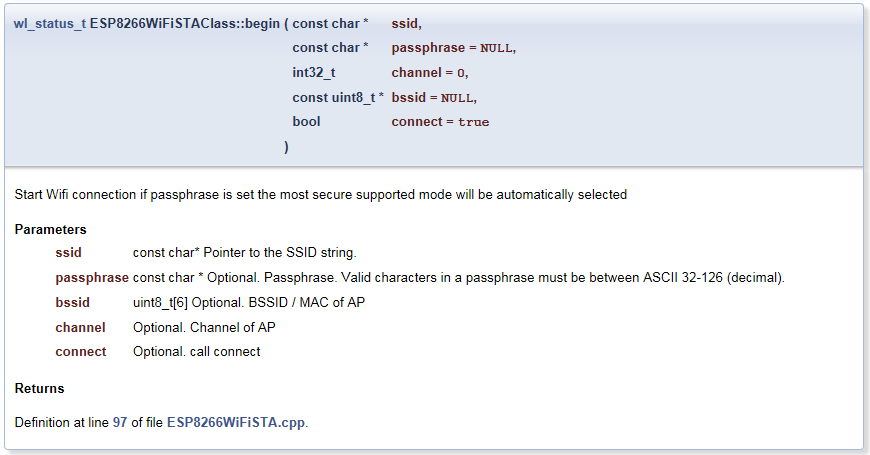 wl_status_t ESP8266WiFiSTAClass::begin ( const char * ssid,
const char * passphrase = NULL,
int32_t channel = 0,
const uint8_t * bssid = NULL,
bool connect = true
)
Start Wifi connection if passphrase is set the most secure supported mode will be automatically selected
Parameters
ssid const char* Pointer to the SSID string.
passphrase const char * Optional. Passphrase. Valid characters in a passphrase must be between ASCII 32-126 (decimal).
bssid uint8_t[6] Optional. BSSID / MAC of AP
channel Optional. Channel of AP
connect Optional. call connect
Returns
Definition at line 97 of file ESP8266WiFiSTA.cpp.